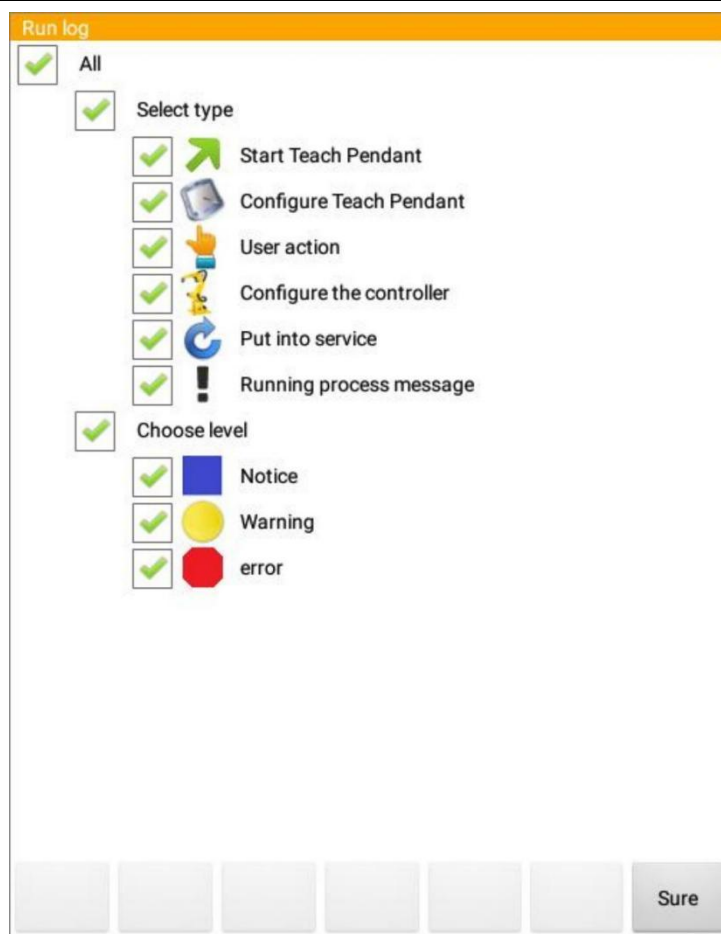 Run log
All
Select type
Start Teach Pendant
Configure Teach Pendant
User action
Configure the controller
Put into service
Running process message
Choose level
Notice
Warning
error
Sure